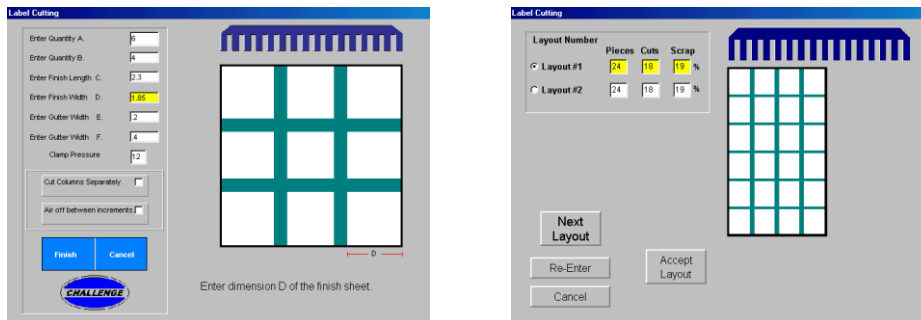 Label Cutting
Enter Quantity A. 6
Enter Quantity B. 4
Enter Finish Length C. 2.3
Enter Finish Width D. 1.85
Enter Gutter Width E. .2
Enter Gutter Width F. .4
Clamp Pressure 12
Cut Columns Separately.
Air off between increments.
Finish Cancel
CHALLENGE
D
Enter dimension D of the finish sheet.
Label Cutting
Layout Number
Pieces Cuts Scrap
Layout #1 24 18 19 %
Layout #2 24 18 19 %
Next
Layout
Re-Enter
Accept
Layout
Cancel